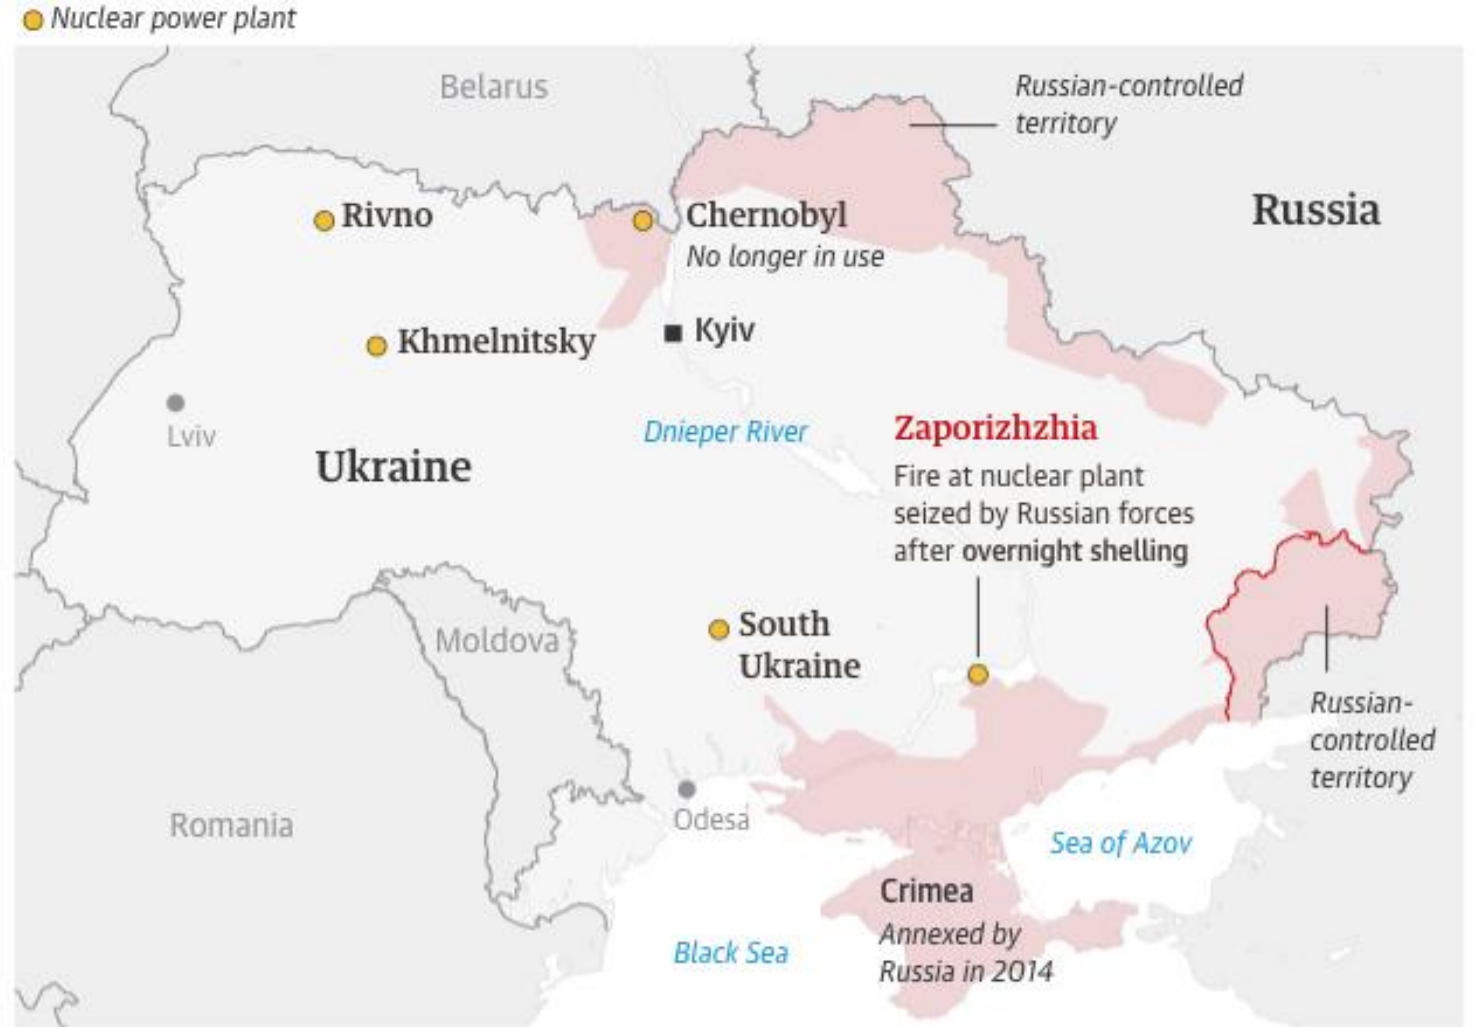 Nuclear power plant
Belarus
Russian-controlled
territory
Rivno
Chernobyl
No longer in use
Russia
Khmelnitsky
Kyiv
Lviv
Ukraine
Dnieper River
Zaporizhzhia
Fire at nuclear plant
seized by Russian forces
after overnight shelling
South
Ukraine
Moldova
Russian-
controlled
territory
Romania
Odesa
Sea of Azov
Crimea
Annexed by
Russia in 2014
Black Sea